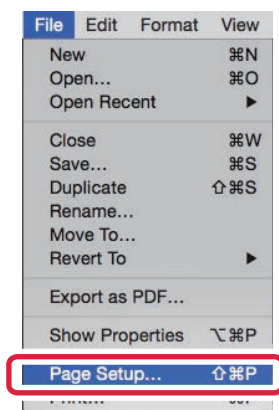 File Edit Format View
New ⌘N
Open... ⌘O
Open Recent ▶
Close ⌘W
Save... ⌘S
Duplicate ⇧⌘S
Rename...
Move To...
Revert To ▶
Export as PDF...
Show Properties ⌥⌘P
Page Setup... ⇧⌘P